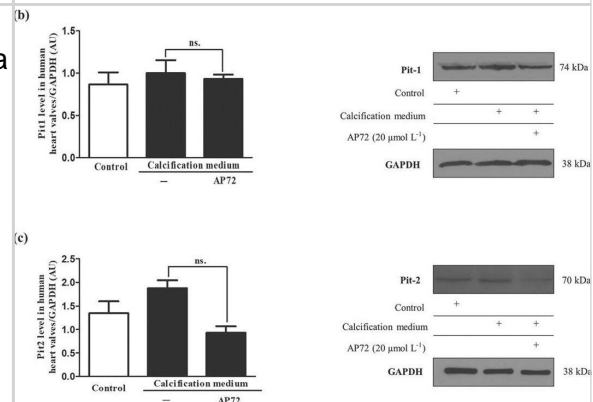 a
(b)
Pit1 level in human
heart valves/GAPDH (AU)
1.5
1.0
0.5
0.0
ns.
Control
Calcification medium
–
AP72
Pit-1
74 kDa
Control
+
Calcification medium
+
+
AP72 (20 µmol L-1)
+
GAPDH
38 kDa
(c)
Pit2 level in human
heart valves/GAPDH (AU)
2.5
2.0
1.5
1.0
0.5
0.0
ns.
Control
Calcification medium
–
AP72
Pit-2
70 kDa
Control
+
Calcification medium
+
+
AP72 (20 µmol L-1)
+
GAPDH
38 kDa